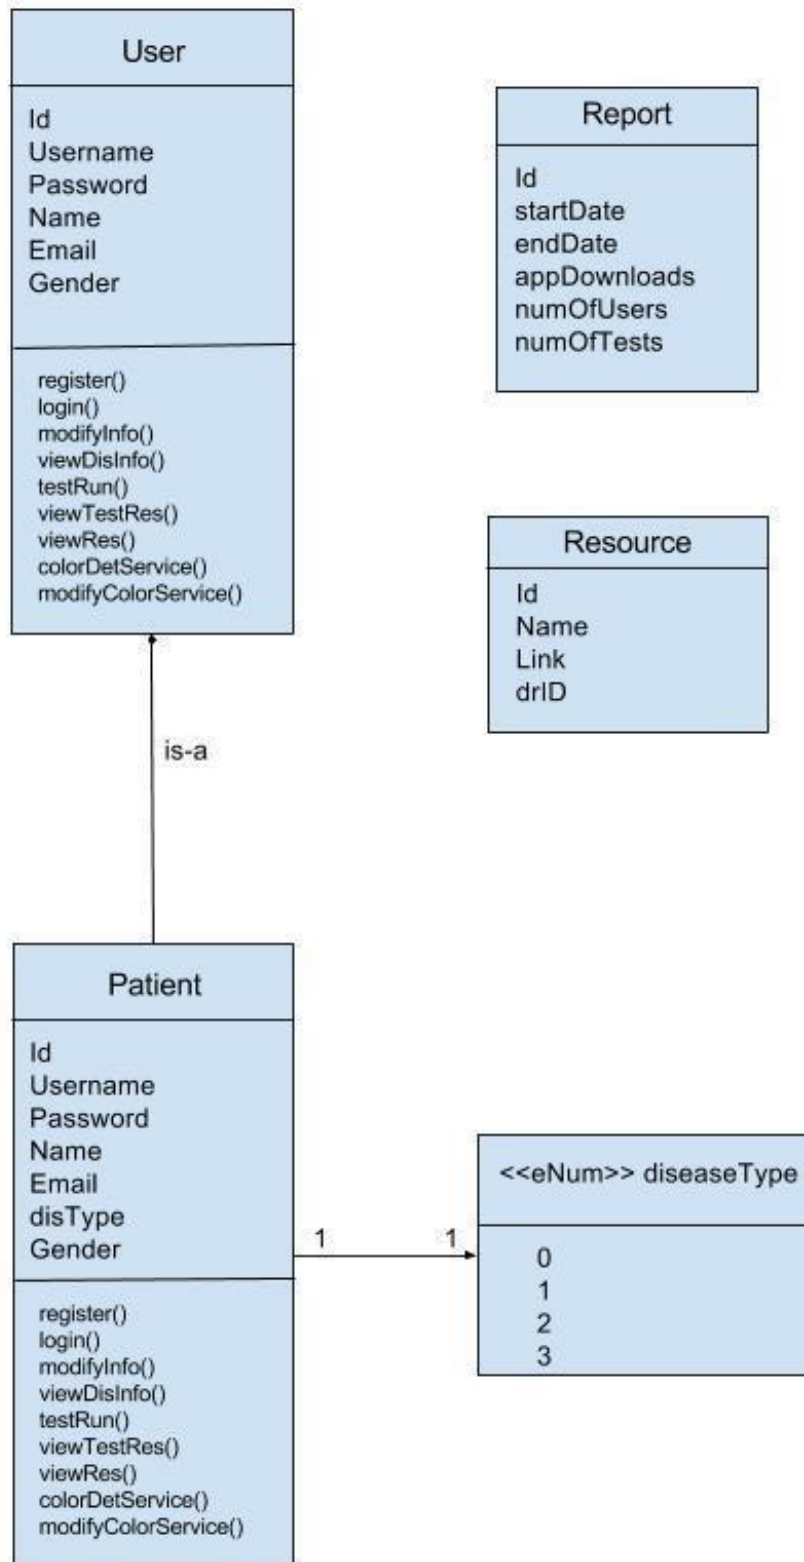 User
Id
Username
Password
Name
Email
Gender
register()
login()
modifyInfo()
viewDisInfo()
testRun()
viewTestRes()
viewRes()
colorDetService()
modifyColorService()
Report
Id
startDate
endDate
appDownloads
numOfUsers
numOfTests
Resource
Id
Name
Link
drID
is-a
Patient
Id
Username
Password
Name
Email
disType
Gender
register()
login()
modifyInfo()
viewDisInfo()
testRun()
viewTestRes()
viewRes()
colorDetService()
modifyColorService()
1 1
<<eNum>> diseaseType
0
1
2
3